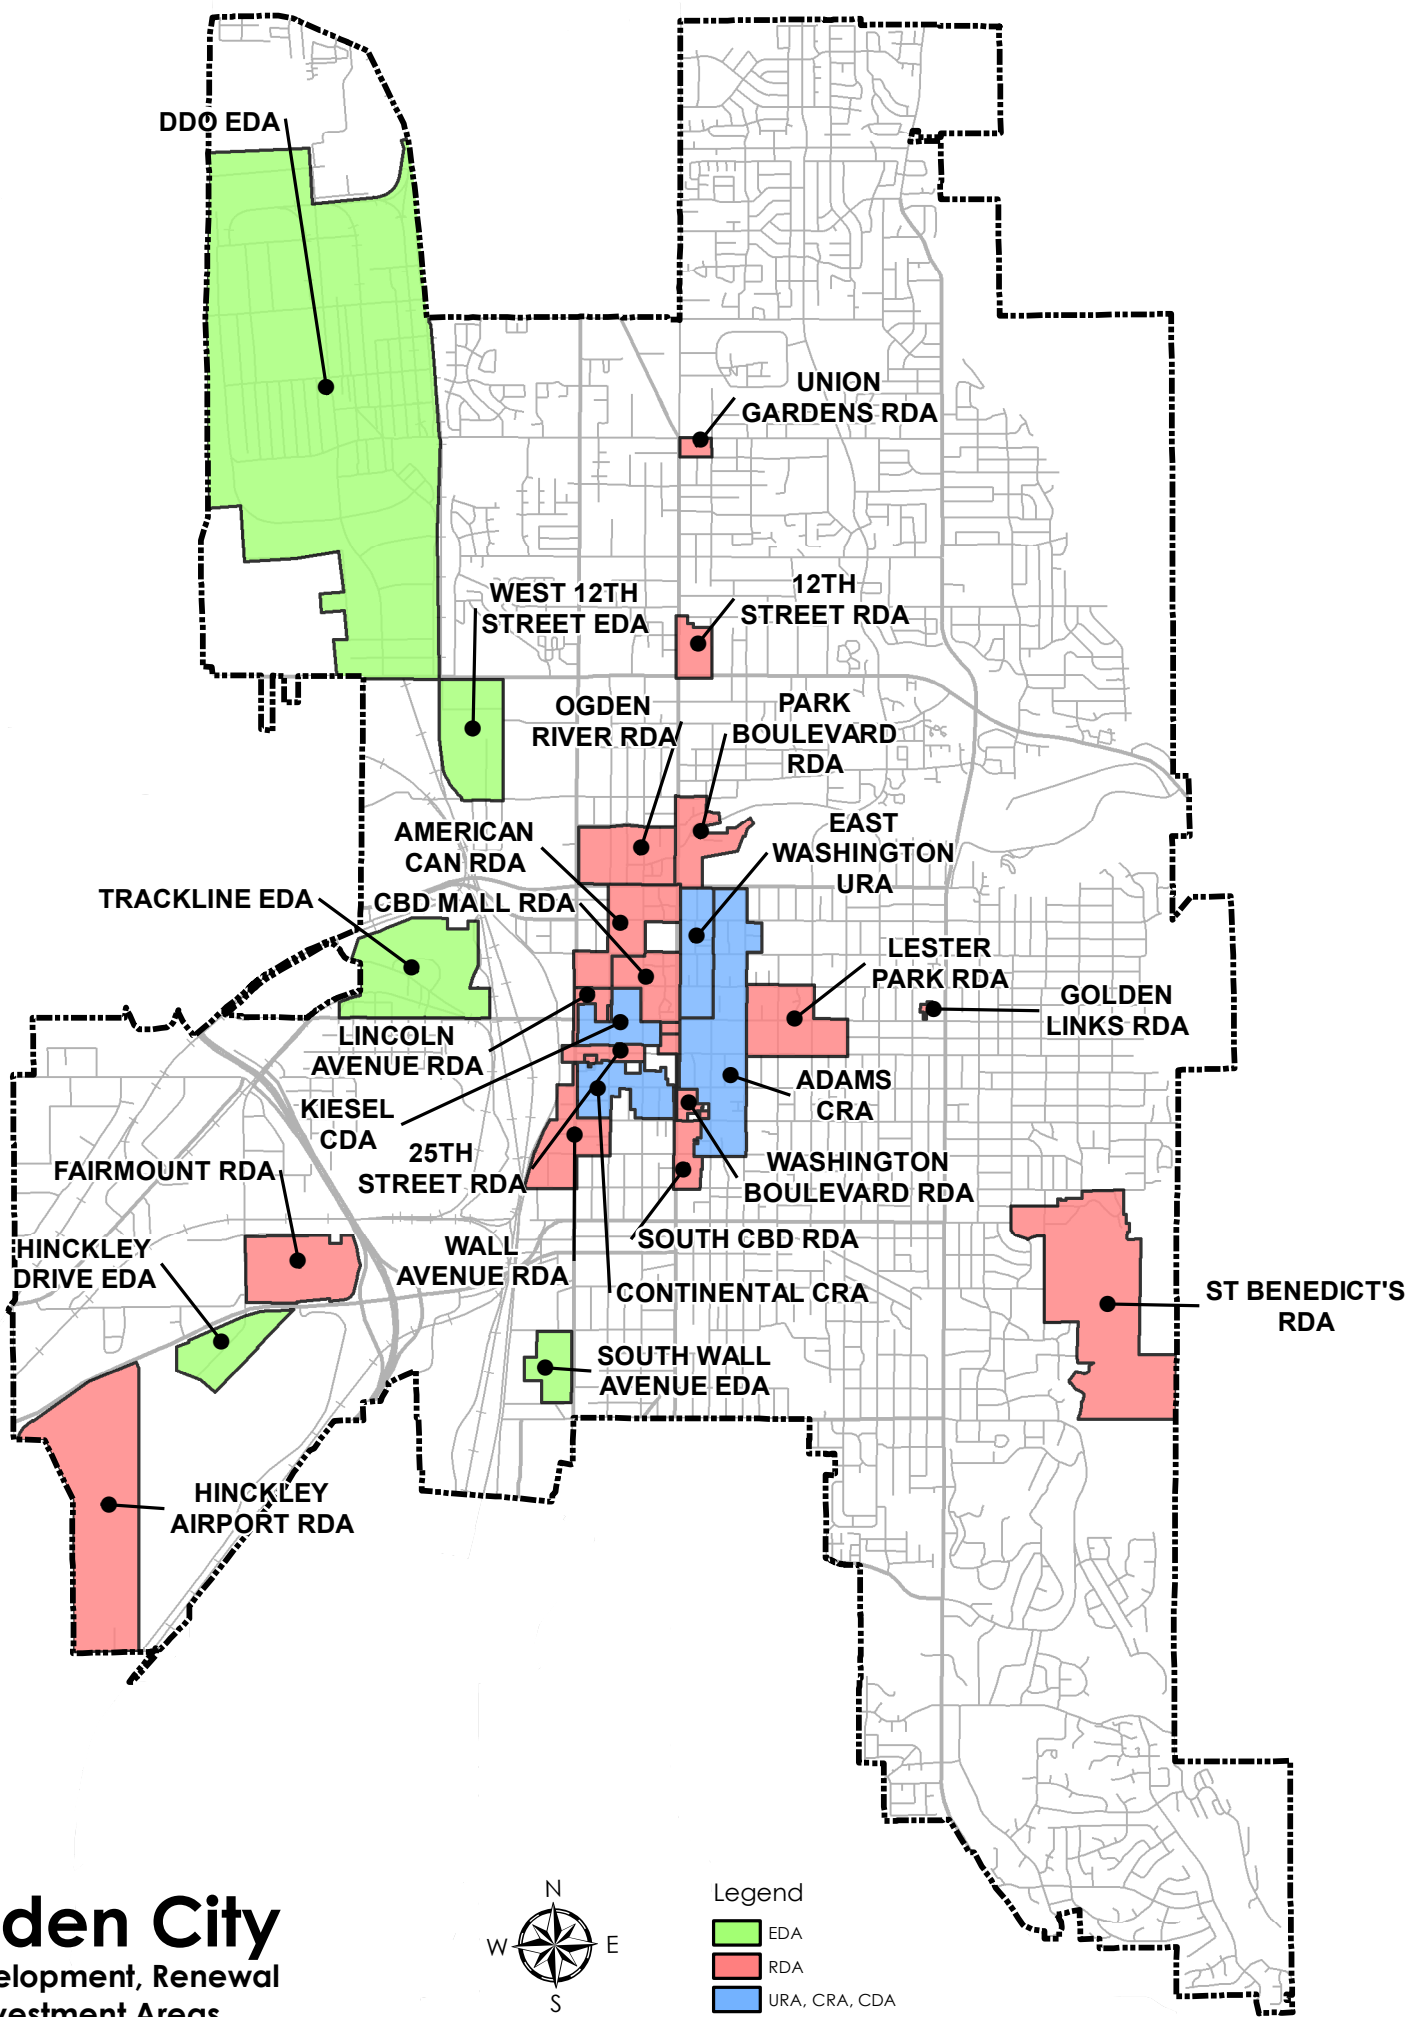 DDO EDA
UNION
GARDENS RDA
WEST 12TH
STREET EDA
12TH
STREET RDA
OGDEN
RIVER RDA
PARK
BOULEVARD
RDA
AMERICAN
CAN RDA
EAST
WASHINGTON
URA
TRACKLINE EDA
CBD MALL RDA
LESTER
PARK RDA
GOLDEN
LINKS RDA
LINCOLN
AVENUE RDA
ADAMS
CRA
KIESEL
CDA
25TH
STREET RDA
FAIRMOUNT RDA
WASHINGTON
BOULEVARD RDA
HINCKLEY
DRIVE EDA
WALL
AVENUE RDA
SOUTH CBD RDA
CONTINENTAL CRA
ST BENEDICT'S
RDA
SOUTH WALL
AVENUE EDA
HINCKLEY
AIRPORT RDA
den City
elopment, Renewal
vestment Areas
N
W E
S
Legend
EDA
RDA
URA, CRA, CDA